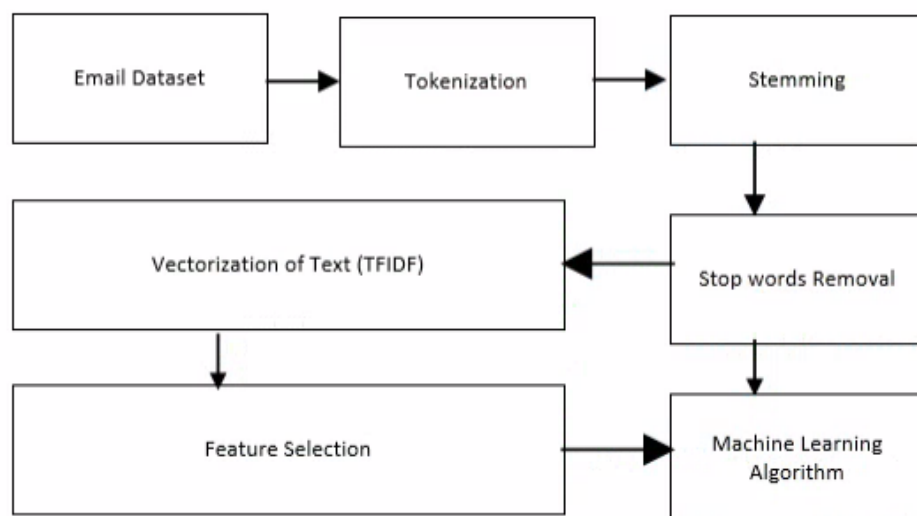 Email Dataset
Tokenization
Stemming
Vectorization of Text (TFIDF)
Stop words Removal
Feature Selection
Machine Learning
Algorithm